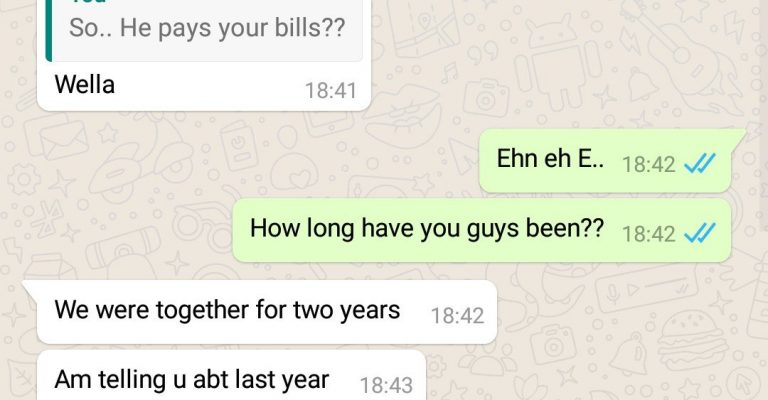 You
So.. He pays your bills??
Wella 18:41
Ehn eh E.. 18:42
How long have you guys been?? 18:42
We were together for two years 18:42
Am telling u abt last year 18:43